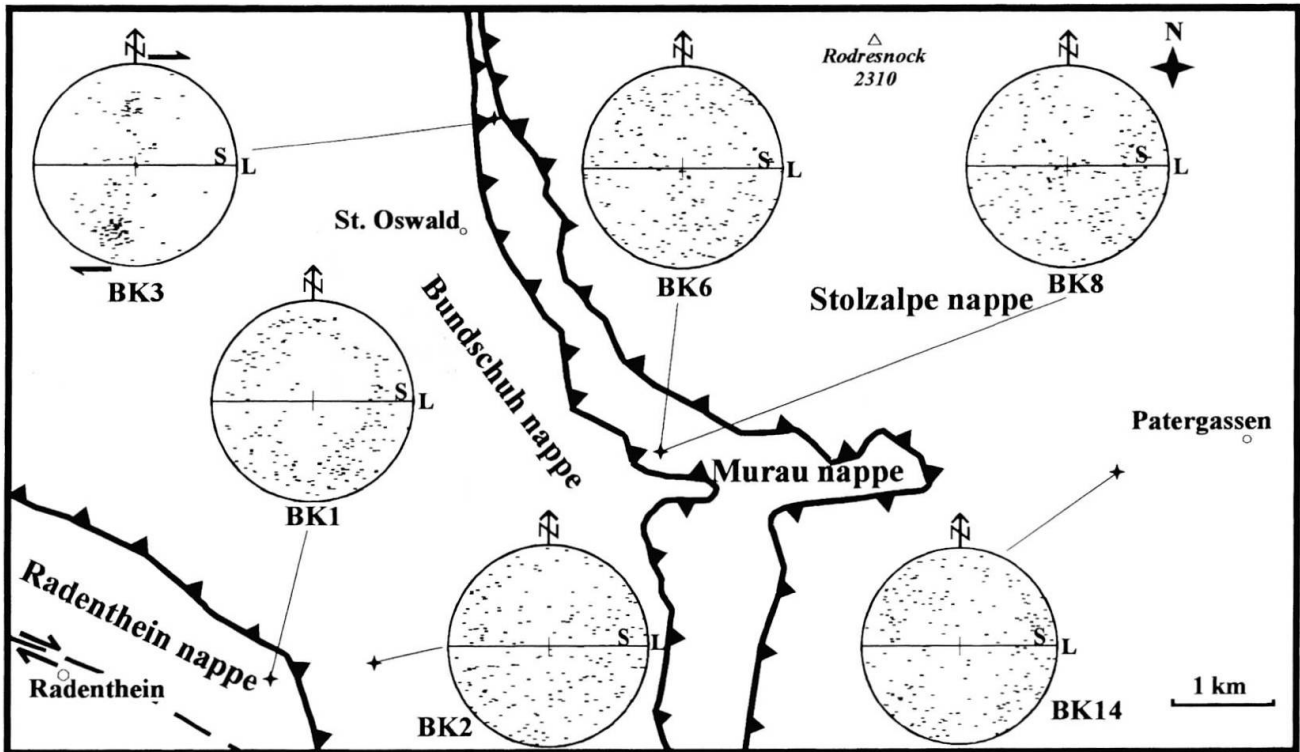 N
N
N
N
Rodresnock
2310
S
L
S
L
S
L
BK3
St. Oswald
BK6
BK8
Stolzalpe nappe
N
Bundschuh nappe
S
L
Patergassen
Murau nappe
BK1
N
N
Radenthein nappe
S
L
S
L
Radenthein
BK2
BK14
1 km